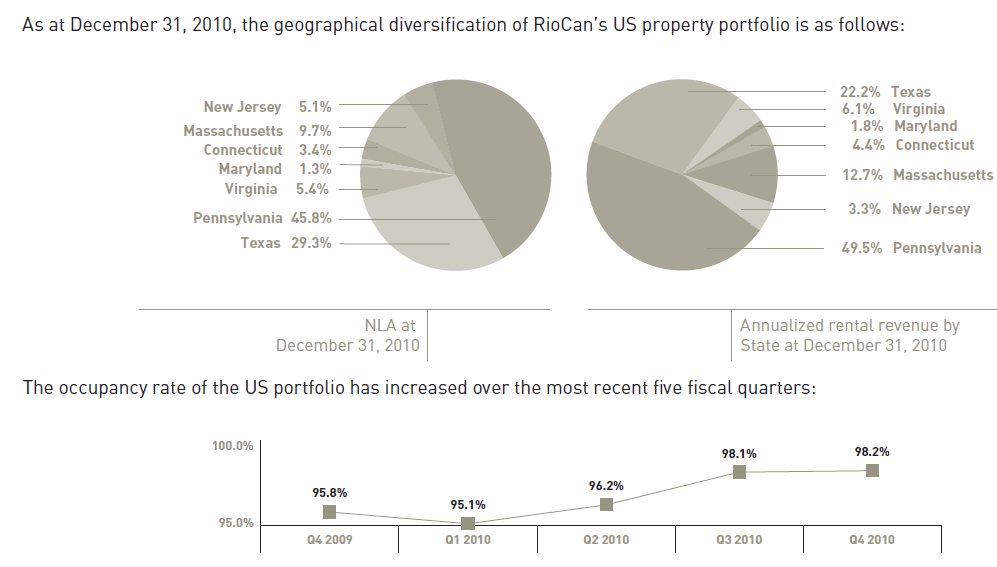 As at December 31, 2010, the geographical diversification of RioCan’s US property portfolio is as follows:
New Jersey 5.1%
Massachusetts 9.7%
Connecticut 3.4%
Maryland 1.3%
Virginia 5.4%
Pennsylvania 45.8%
Texas 29.3%
NLA at
December 31, 2010
22.2% Texas
6.1% Virginia
1.8% Maryland
4.4% Connecticut
12.7% Massachusetts
3.3% New Jersey
49.5% Pennsylvania
Annualized rental revenue by
State at December 31, 2010
The occupancy rate of the US portfolio has increased over the most recent five fiscal quarters:
100.0%
95.0%
95.8%
95.1%
96.2%
98.1%
98.2%
Q4 2009
Q1 2010
Q2 2010
Q3 2010
Q4 2010